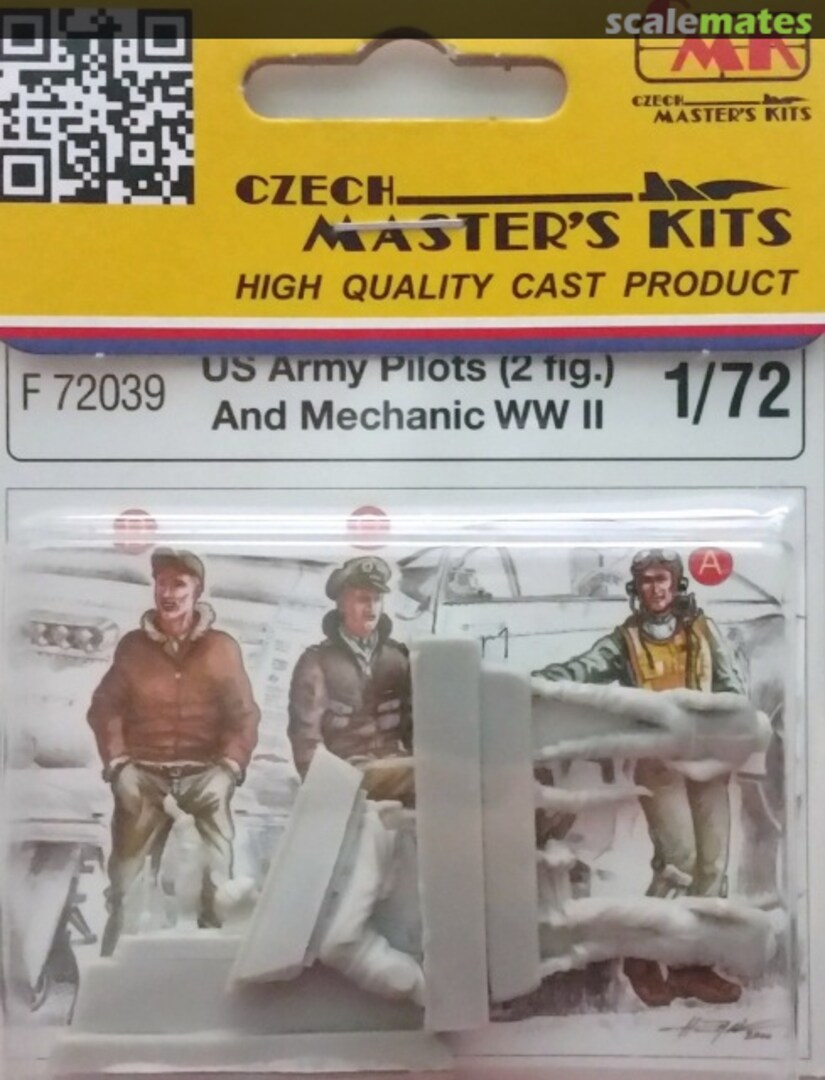 scalemates
MK
CZECH
MASTER'S KITS
CZECH
MASTER'S KITS
HIGH QUALITY CAST PRODUCT
F 72039
US Army Pilots (2 fig.)
And Mechanic WW II
1/72
A